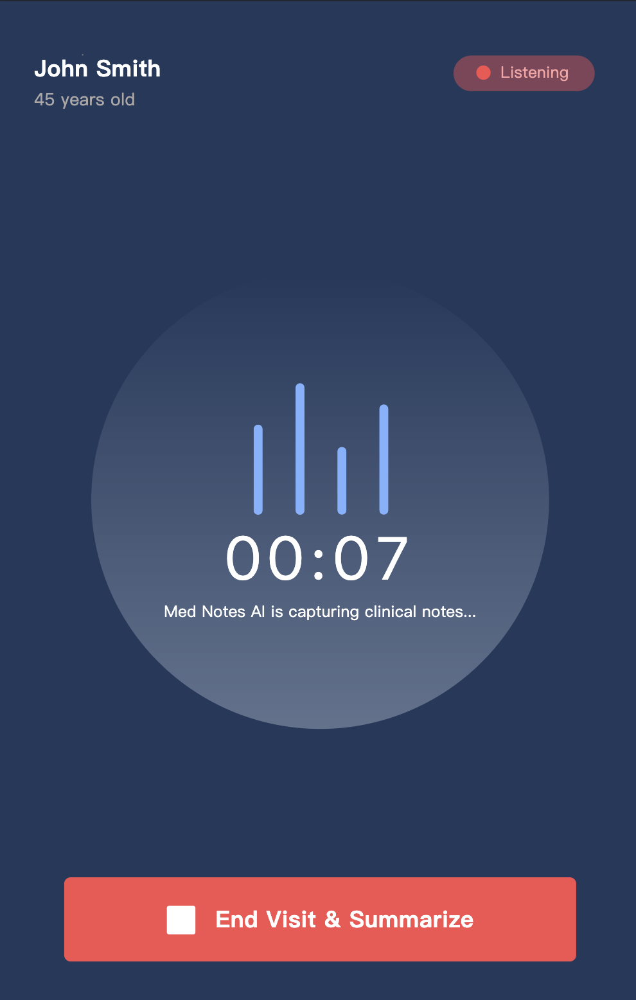 John Smith
45 years old
Listening
00:07
Med Notes AI is capturing clinical notes...
End Visit & Summarize